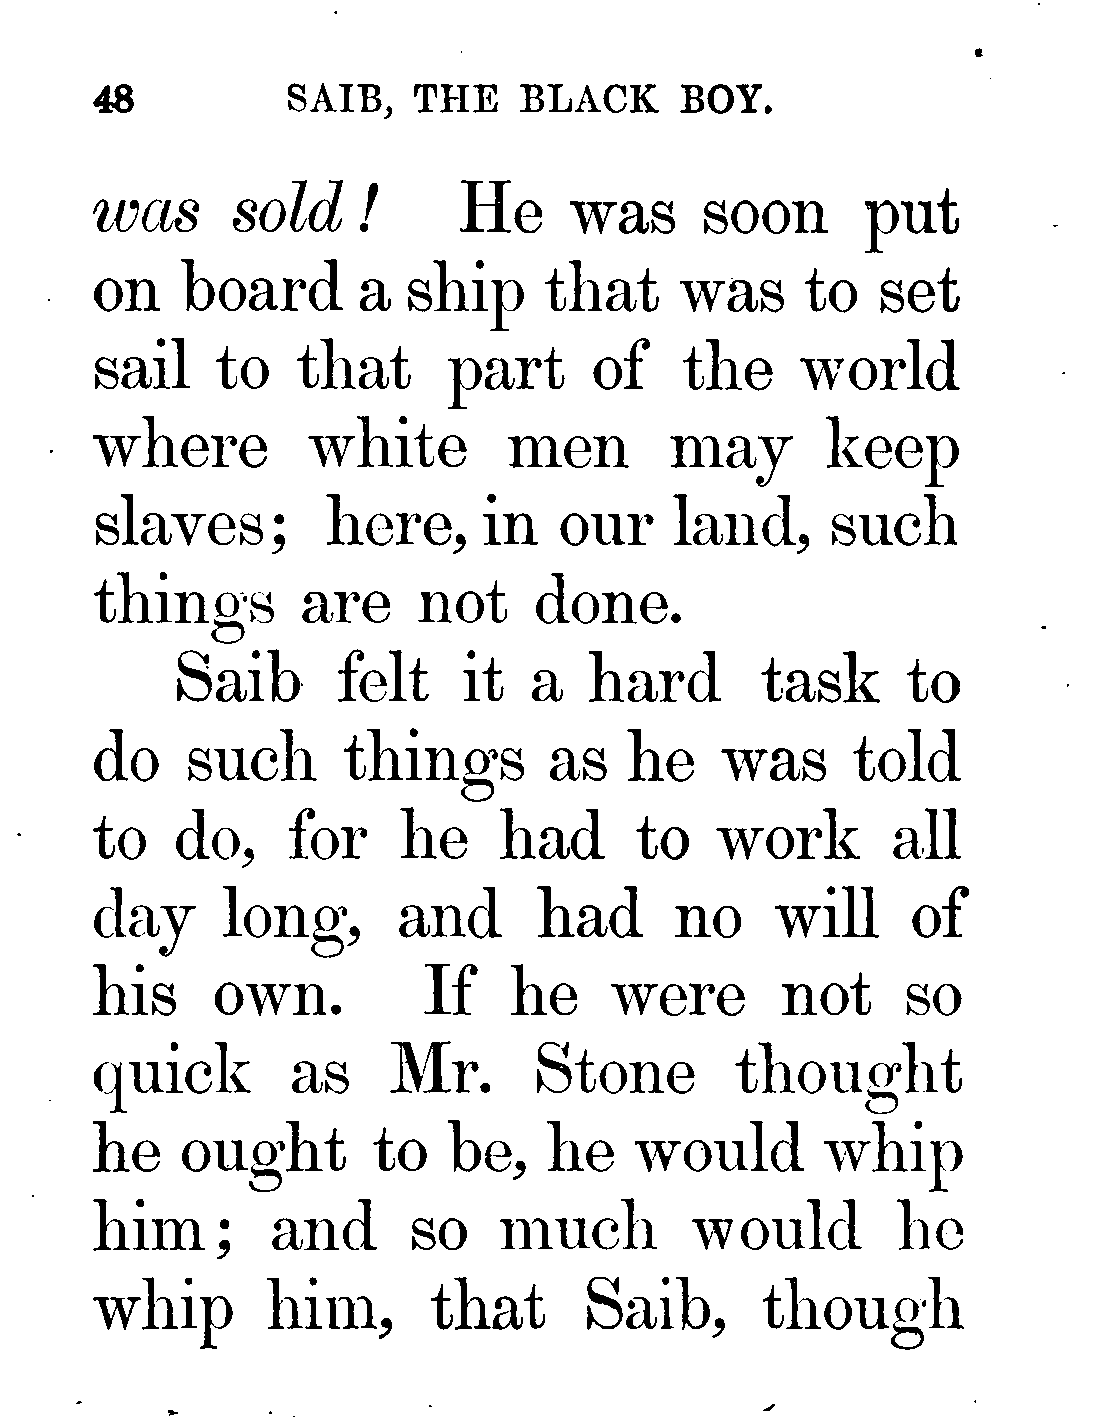 48 SAIB, THE BLACK BOY.
was sold! He was soon put
on board a ship that was to set
sail to that part of the world
where white men may keep
slaves; here, in our land, such
things are not done.
Saib felt it a hard task to
do such things as he was told
to do, for he had to work all
day long, and had no will of
his own. If he were not so
quick as Mr. Stone thought
he ought to be, he would whip
him; and so much would he
whip him, that Saib, though